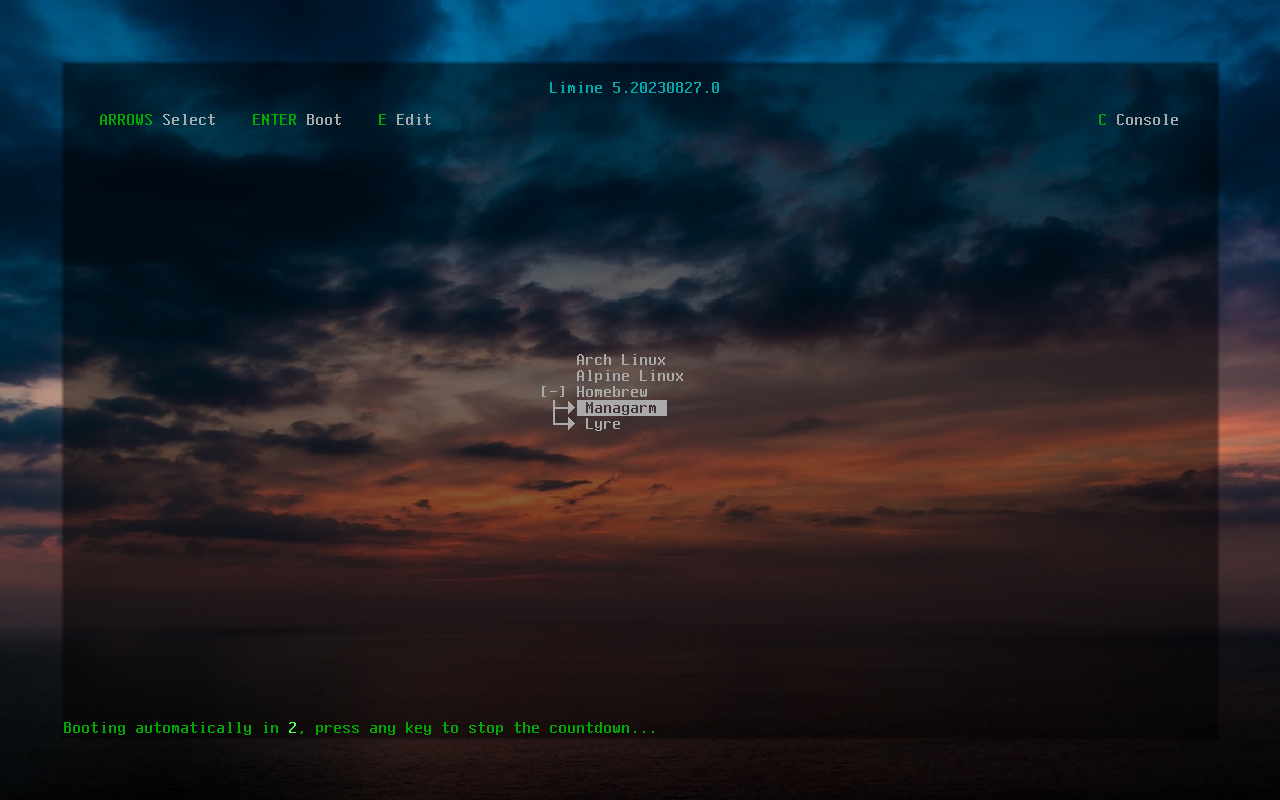 Limine 5.20230827.0
ARROWS Select ENTER Boot E Edit C Console
Arch Linux
Alpine Linux
[-] Homebrew
Managarm
Lyre
Booting automatically in 2, press any key to stop the countdown...